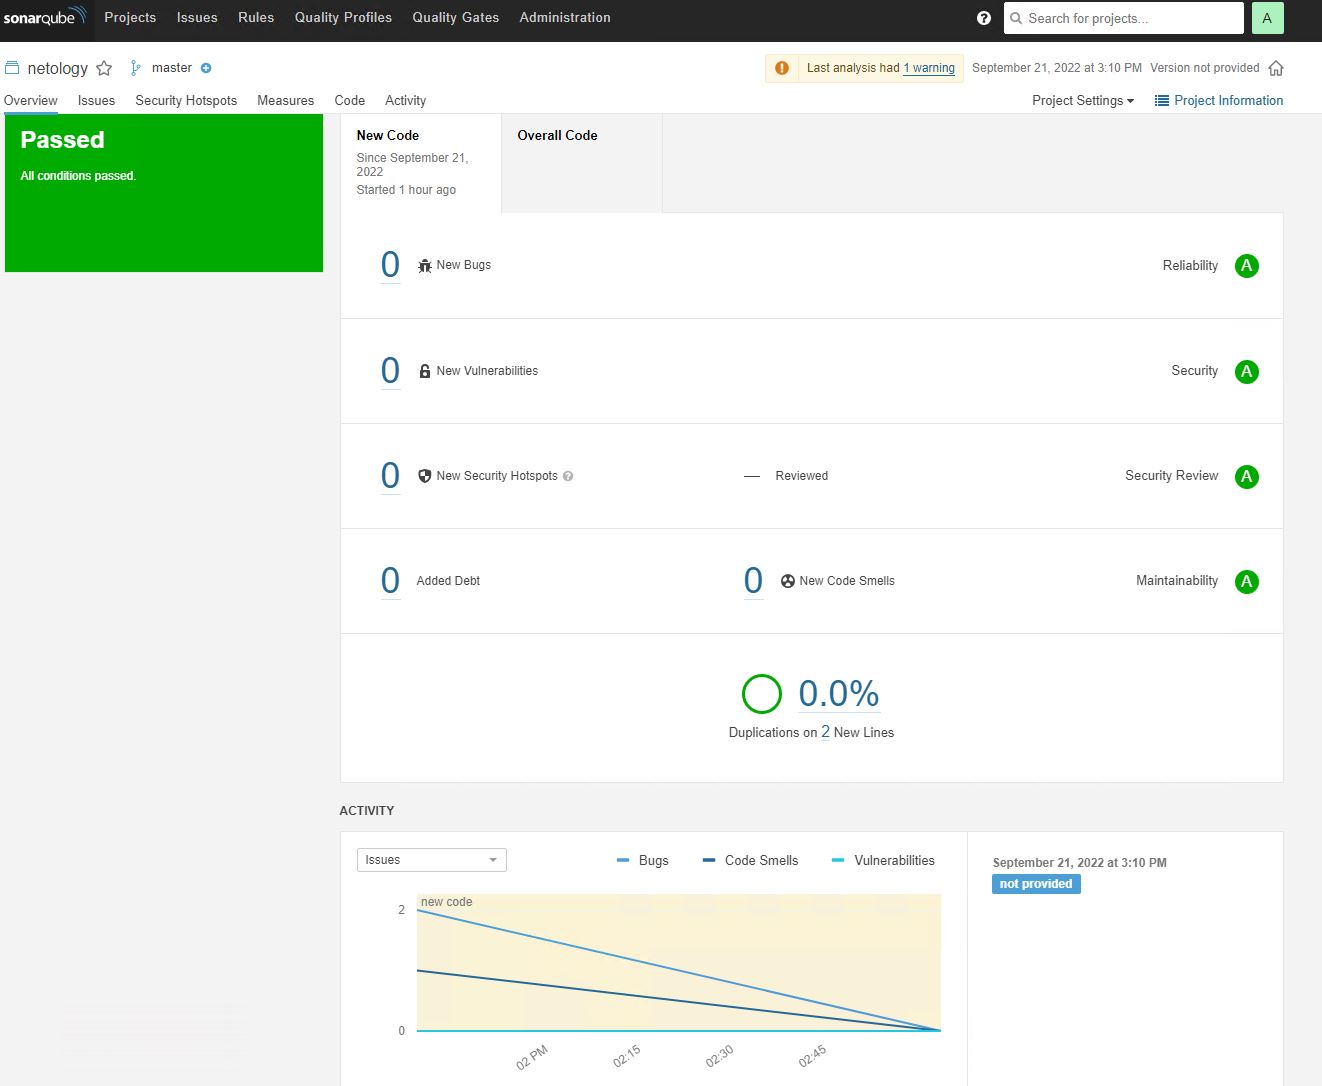 sonarqube Projects Issues Rules Quality Profiles Quality Gates Administration ? Search for projects... A
netology master Last analysis had 1 warning September 21, 2022 at 3:10 PM Version not provided
Overview Issues Security Hotspots Measures Code Activity Project Settings Project Information
Passed
All conditions passed.
New Code
Since September 21,
2022
Started 1 hour ago
Overall Code
0 New Bugs Reliability A
0 New Vulnerabilities Security A
0 New Security Hotspots ? — Reviewed Security Review A
0 Added Debt 0 New Code Smells Maintainability A
0.0%
Duplications on 2 New Lines
ACTIVITY
Issues Bugs Code Smells Vulnerabilities
new code
2
0
02 PM 02:15 02:30 02:45
September 21, 2022 at 3:10 PM
not provided